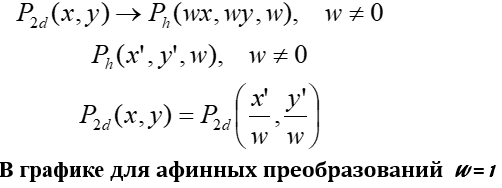 P₂d(x, y) → Pₕ(wx, wy, w), w ≠ 0
Pₕ(x', y', w), w ≠ 0
P₂d(x, y) = P₂d(x'/w, y'/w)
В графике для афинных преобразований w = 1